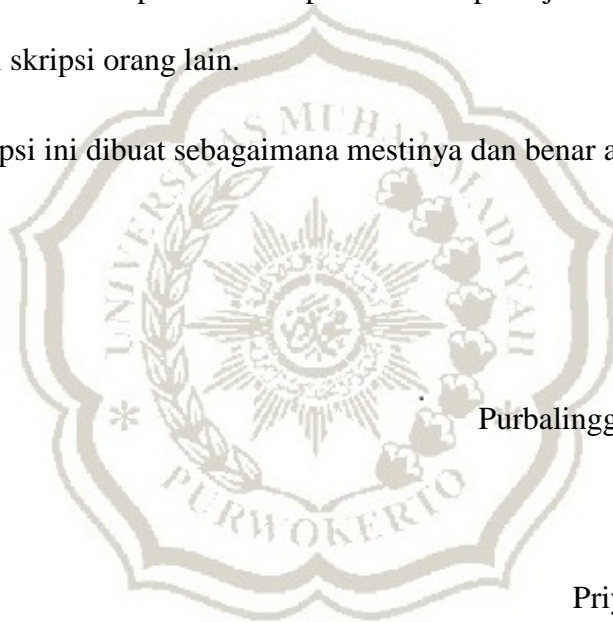 skripsi orang lain.
psi ini dibuat sebagaimana mestinya dan benar a
UNIVERSITAS MUHAMMADIYAH
Purbalingg
PURWOKERTO
Priy